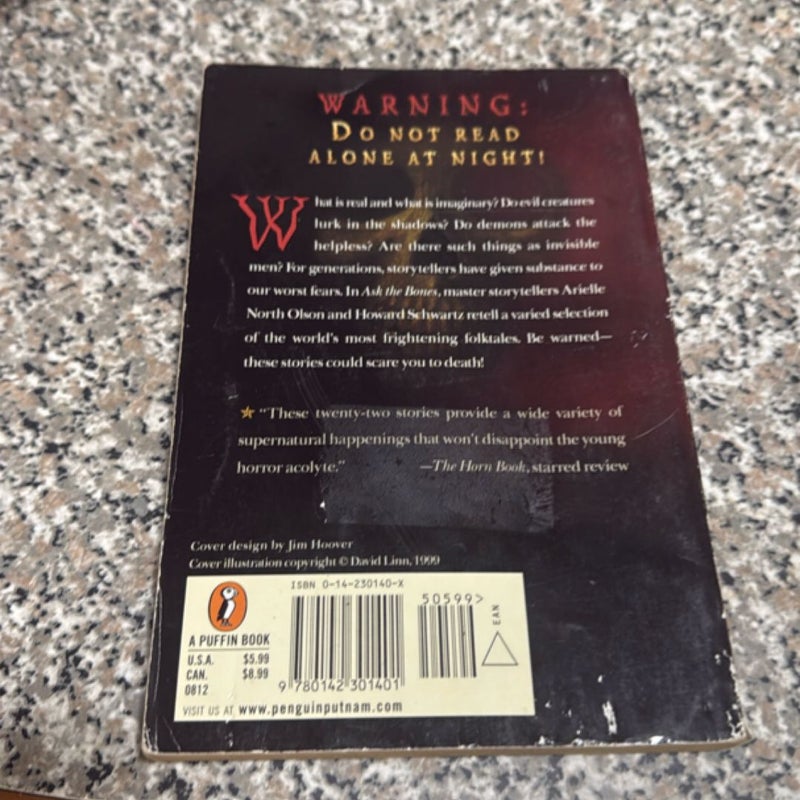 WARNING:
DO NOT READ
ALONE AT NIGHT!
What is real and what is imaginary? Do evil creatures
lurk in the shadows? Do demons attack the
helpless? Are there such things as invisible
men? For generations, storytellers have given substance to
our worst fears. In Ask the Bones, master storytellers Arielle
North Olson and Howard Schwartz retell a varied selection
of the world's most frightening folktales. Be warned—
these stories could scare you to death!
★ "These twenty-two stories provide a wide variety of
supernatural happenings that won't disappoint the young
horror acolyte." —The Horn Book, starred review
Cover design by Jim Hoover
Cover illustration copyright © David Linn, 1999
ISBN 0-14-230140-X
50599>
EAN
A PUFFIN BOOK
U.S.A. $5.99
CAN. $8.99
0812
9 780142 301401
VISIT US AT www.penguinputnam.com